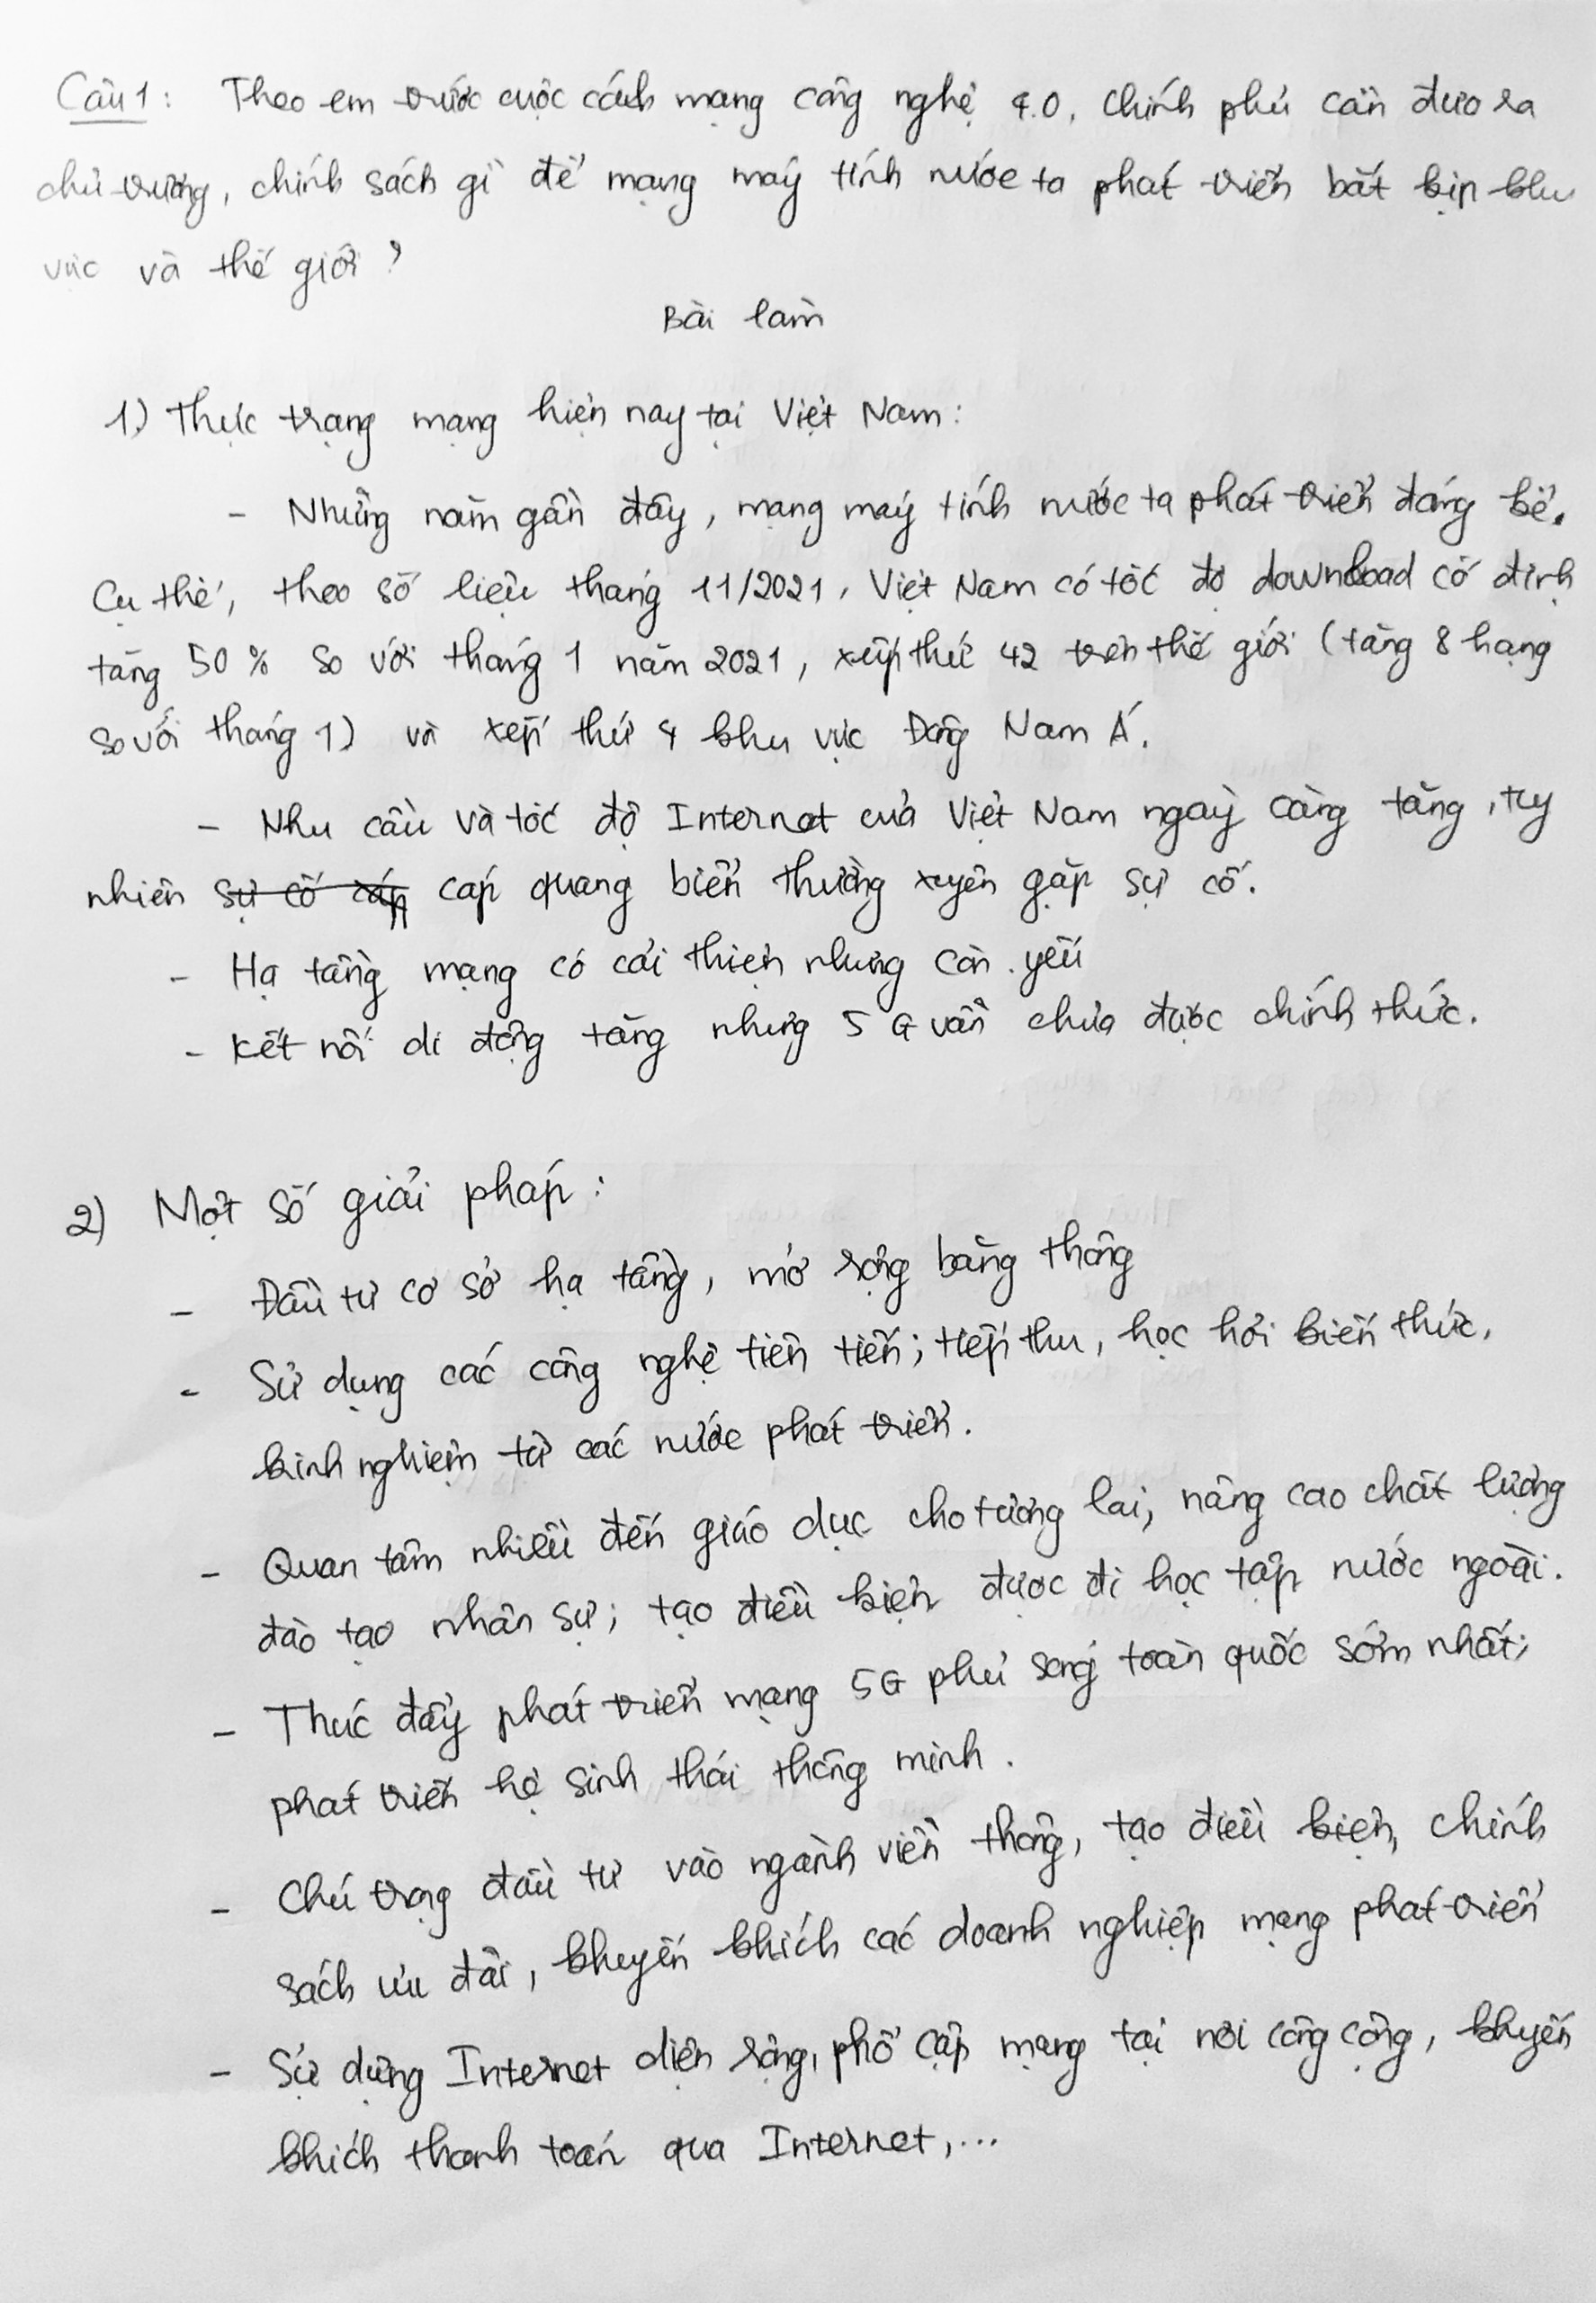 Câu 1: Theo em trước cuộc cách mạng công nghệ 4.0, Chính phủ cần đưa ra
chủ trương, chính sách gì để mạng máy tính nước ta phát triển bắt kịp khu
vực và thế giới?
Bài làm
1) Thực trạng mạng hiện nay tại Việt Nam:
- Những năm gần đây, mạng máy tính nước ta phát triển đáng kể.
Cụ thể, theo số liệu tháng 11/2021, Việt Nam có tốc độ download cố định
tăng 50% so với tháng 1 năm 2021, xếp thứ 42 trên thế giới (tăng 8 hạng
so với tháng 1) và xếp thứ 4 khu vực Đông Nam Á.
- Nhu cầu và tốc độ Internet của Việt Nam ngày càng tăng, tuy
nhiên sự cố cáp cáp quang biển thường xuyên gặp sự cố.
- Hạ tầng mạng có cải thiện nhưng còn yếu
- Kết nối di động tăng nhưng 5G vẫn chưa được chính thức.
2) Một số giải pháp:
- Đầu tư cơ sở hạ tầng, mở rộng băng thông
- Sử dụng các công nghệ tiên tiến; tiếp thu, học hỏi kiến thức,
kinh nghiệm từ các nước phát triển.
- Quan tâm nhiều đến giáo dục cho tương lai, nâng cao chất lượng
đào tạo nhân sự; tạo điều kiện được đi học tập nước ngoài.
- Thúc đẩy phát triển mạng 5G phủ sóng toàn quốc sớm nhất;
phát triển hệ sinh thái thông minh.
- Chú trọng đầu tư vào ngành viễn thông, tạo điều kiện, chính
sách ưu đãi, khuyến khích các doanh nghiệp mạng phát triển
- Sử dụng Internet diện rộng, phổ cập mạng tại nơi công cộng, khuyến
khích thanh toán qua Internet,...